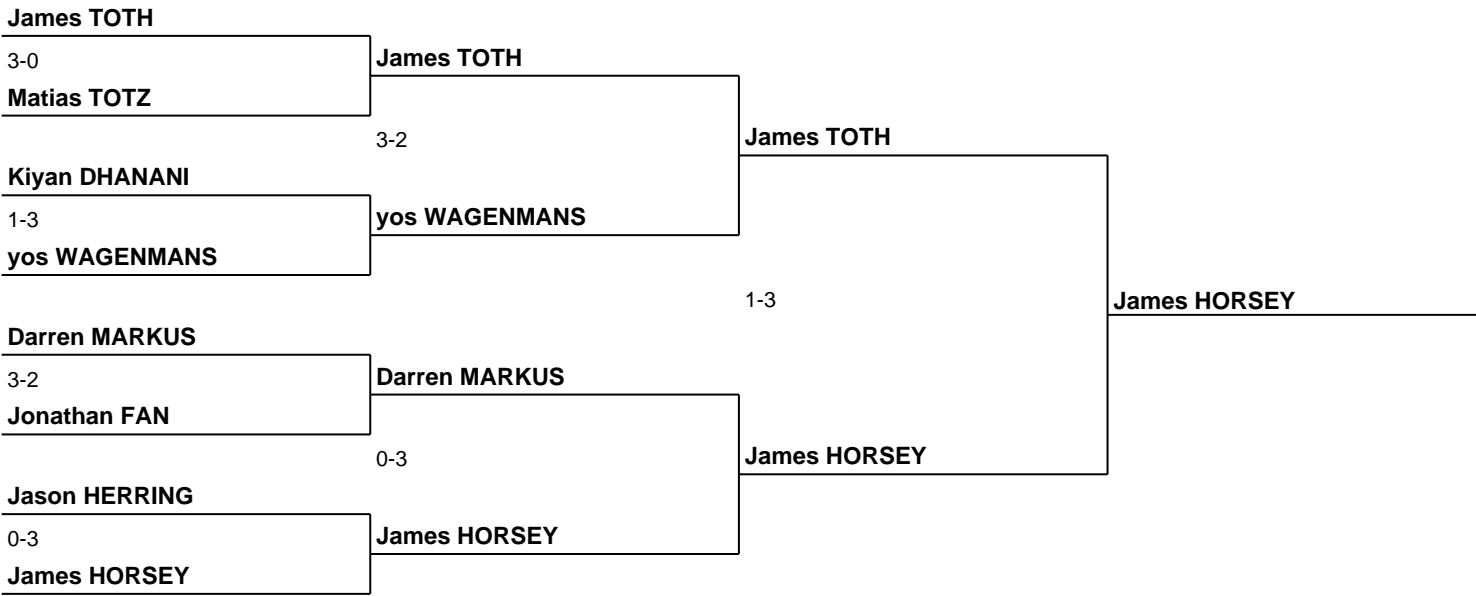 James TOTH
3-0
James TOTH
Matias TOTZ
3-2
James TOTH
Kiyan DHANANI
1-3
yos WAGENMANS
yos WAGENMANS
1-3
James HORSEY
Darren MARKUS
3-2
Darren MARKUS
Jonathan FAN
0-3
James HORSEY
Jason HERRING
0-3
James HORSEY
James HORSEY